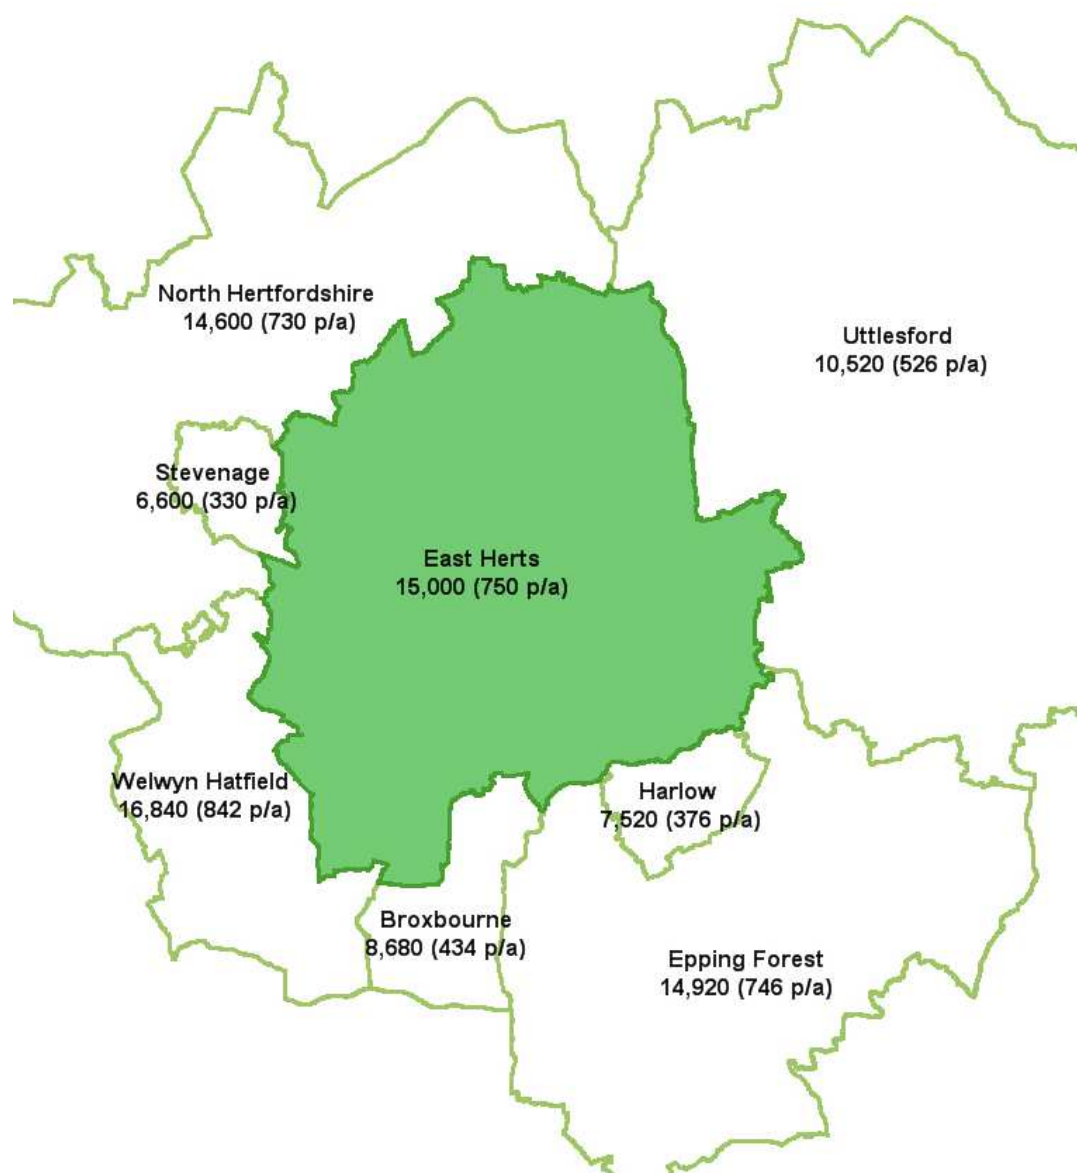 North Hertfordshire
14,600 (730 p/a)
Uttlesford
10,520 (526 p/a)
Stevenage
6,600 (330 p/a)
East Herts
15,000 (750 p/a)
Welwyn Hatfield
16,840 (842 p/a)
Harlow
7,520 (376 p/a)
Broxbourne
8,680 (434 p/a)
Epping Forest
14,920 (746 p/a)